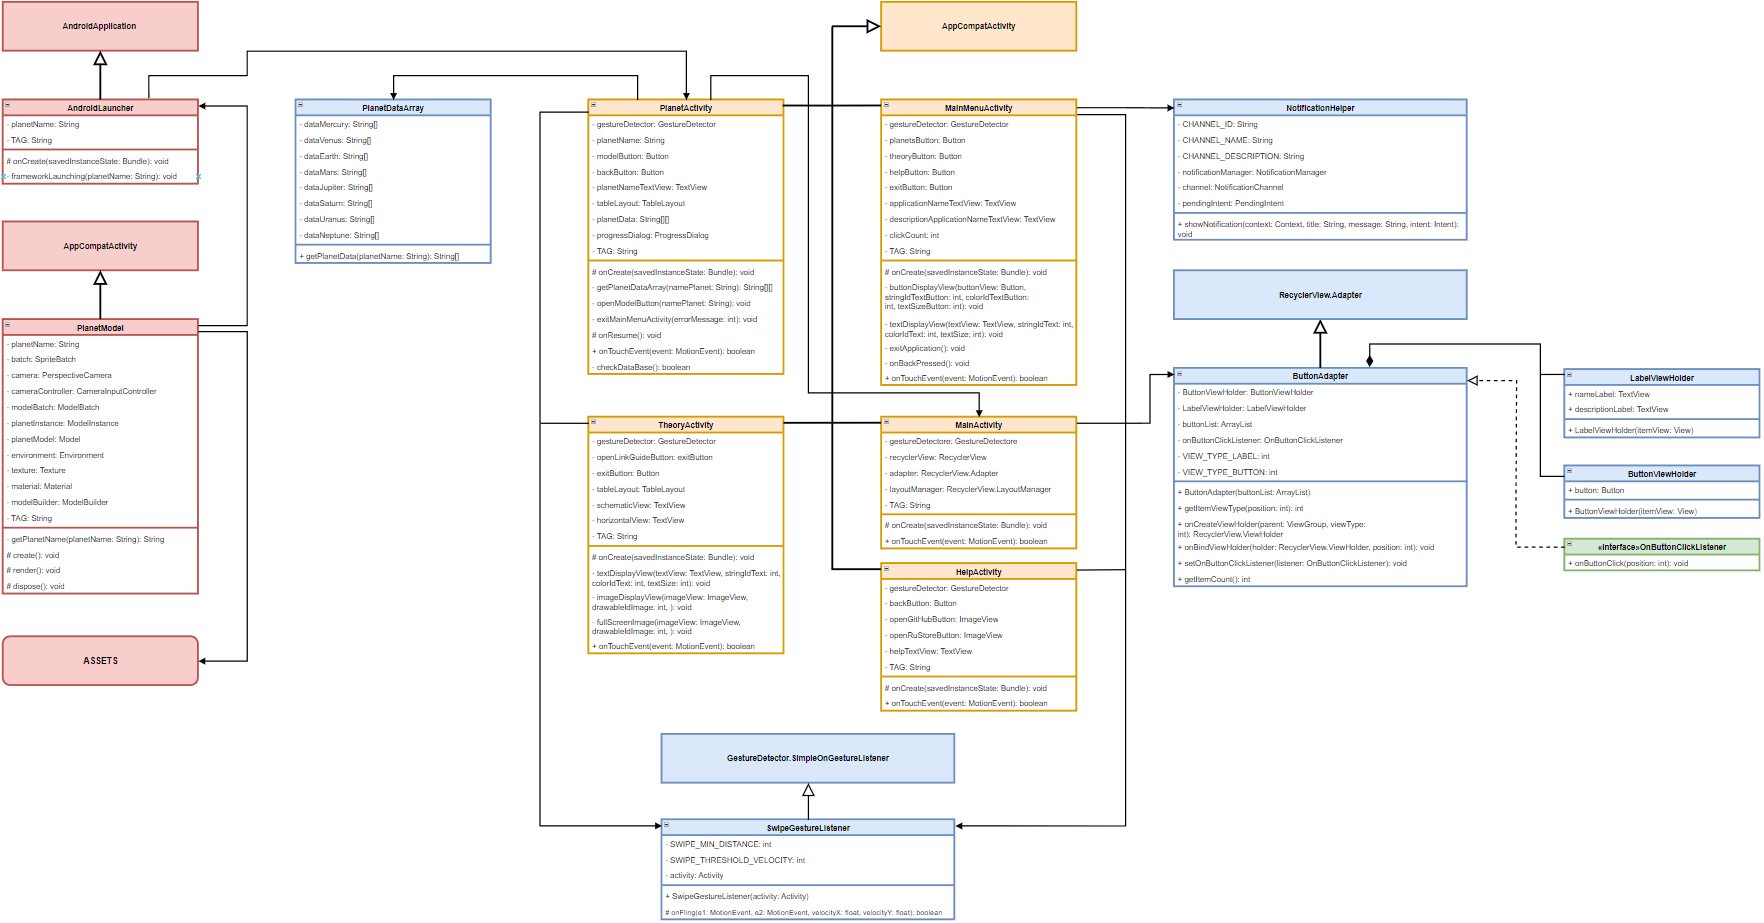 AndroidApplication
AndroidLauncher
- planetName: String
- TAG: String
# onCreate(savedInstanceState: Bundle): void
- frameworkLaunching(planetName: String): void
AppCompatActivity
PlanetModel
- planetName: String
- batch: SpriteBatch
- camera: PerspectiveCamera
- cameraController: CameraInputController
- modelBatch: ModelBatch
- planetInstance: ModelInstance
- planetModel: Model
- environment: Environment
- texture: Texture
- material: Material
- modelBuilder: ModelBuilder
- TAG: String
- getPlanetName(planetName: String): String
# create(): void
# render(): void
# dispose(): void
ASSETS
PlanetDataArray
- dataMercury: String[]
- dataVenus: String[]
- dataEarth: String[]
- dataMars: String[]
- dataJupiter: String[]
- dataSaturn: String[]
- dataUranus: String[]
- dataNeptune: String[]
+ getPlanetData(planetName: String): String[]
PlanetActivity
- gestureDetector: GestureDetector
- planetName: String
- modelButton: Button
- backButton: Button
- planetNameTextView: TextView
- tableLayout: TableLayout
- planetData: String[][]
- progressDialog: ProgressDialog
- TAG: String
# onCreate(savedInstanceState: Bundle): void
- getPlanetDataArray(namePlanet: String): String[][]
- openModelButton(namePlanet: String): void
- exitMainMenuActivity(errorMessage: int): void
# onResume(): void
+ onTouchEvent(event: MotionEvent): boolean
- checkDataBase(): boolean
TheoryActivity
- gestureDetector: GestureDetector
- openLinkGuideButton: exitButton
- exitButton: Button
- tableLayout: TableLayout
- schematicView: TextView
- horizontalView: TextView
- TAG: String
# onCreate(savedInstanceState: Bundle): void
- textDisplayView(textView: TextView, stringIdText: int,
colorIdText: int, textSize: int): void
- imageDisplayView(imageView: ImageView,
drawableIdImage: int, ): void
- fullScreenImage(imageView: ImageView,
drawableIdImage: int, ): void
+ onTouchEvent(event: MotionEvent): boolean
AppCompatActivity
MainMenuActivity
- gestureDetector: GestureDetector
- planetsButton: Button
- theoryButton: Button
- helpButton: Button
- exitButton: Button
- applicationNameTextView: TextView
- descriptionApplicationNameTextView: TextView
- clickCount: int
- TAG: String
# onCreate(savedInstanceState: Bundle): void
- buttonDisplayView(buttonView: Button,
stringIdTextButton: int, colorIdTextButton:
int, textSizeButton: int): void
- textDisplayView(textView: TextView, stringIdText: int,
colorIdText: int, textSize: int): void
- exitApplication(): void
- onBackPressed(): void
+ onTouchEvent(event: MotionEvent): boolean
MainActivity
- gestureDetectore: GestureDetectore
- recyclerView: RecyclerView
- adapter: RecyclerView.Adapter
- layoutManager: RecyclerView.LayoutManager
- TAG: String
# onCreate(savedInstanceState: Bundle): void
+ onTouchEvent(event: MotionEvent): boolean
HelpActivity
- gestureDetector: GestureDetector
- backButton: Button
- openGitHubButton: ImageView
- openRuStoreButton: ImageView
- helpTextView: TextView
- TAG: String
# onCreate(savedInstanceState: Bundle): void
+ onTouchEvent(event: MotionEvent): boolean
GestureDetector.SimpleOnGestureListener
SwipeGestureListener
- SWIPE_MIN_DISTANCE: int
- SWIPE_THRESHOLD_VELOCITY: int
- activity: Activity
+ SwipeGestureListener(activity: Activity)
# onFling(e1: MotionEvent, e2: MotionEvent, velocityX: float, velocityY: float): boolean
NotificationHelper
- CHANNEL_ID: String
- CHANNEL_NAME: String
- CHANNEL_DESCRIPTION: String
- notificationManager: NotificationManager
- channel: NotificationChannel
- pendingIntent: PendingIntent
+ showNotification(context: Context, title: String, message: String, intent: Intent):
void
RecyclerView.Adapter
ButtonAdapter
- ButtonViewHolder: ButtonViewHolder
- LabelViewHolder: LabelViewHolder
- buttonList: ArrayList
- onButtonClickListener: OnButtonClickListener
- VIEW_TYPE_LABEL: int
- VIEW_TYPE_BUTTON: int
+ ButtonAdapter(buttonList: ArrayList)
+ getItemViewType(position: int): int
+ onCreateViewHolder(parent: ViewGroup, viewType:
int): RecyclerView.ViewHolder
+ onBindViewHolder(holder: RecyclerView.ViewHolder, position: int): void
+ setOnButtonClickListener(listener: OnButtonClickListener): void
+ getItemCount(): int
LabelViewHolder
+ nameLabel: TextView
+ descriptionLabel: TextView
+ LabelViewHolder(itemView: View)
ButtonViewHolder
+ button: Button
+ ButtonViewHolder(itemView: View)
«Interface»OnButtonClickListener
+ onButtonClick(position: int): void